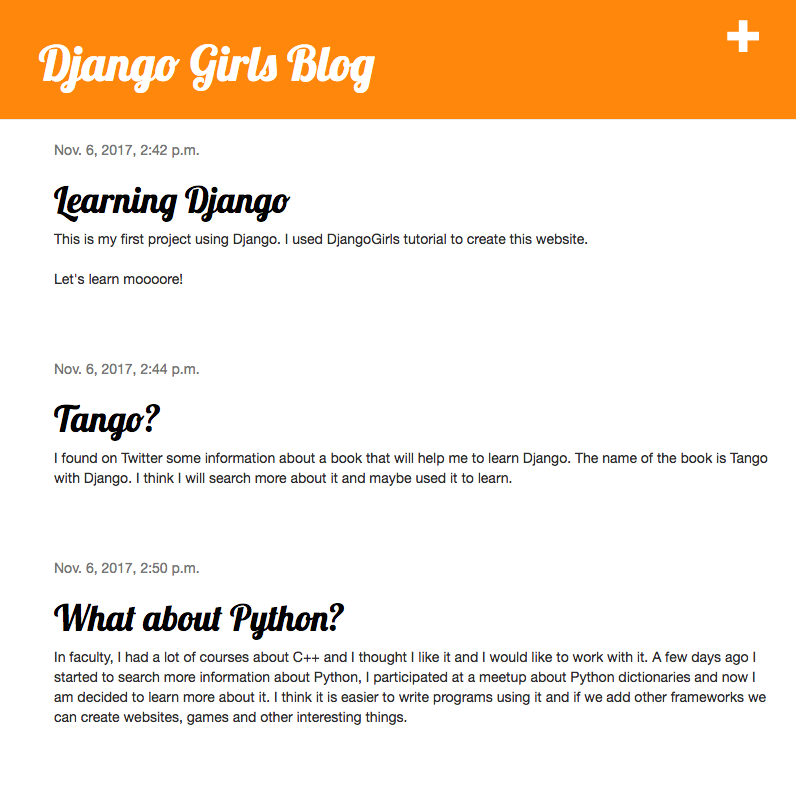 Django Girls Blog
Nov. 6, 2017, 2:42 p.m.
Learning Django
This is my first project using Django. I used DjangoGirls tutorial to create this website.
Let's learn moooore!
Nov. 6, 2017, 2:44 p.m.
Tango?
I found on Twitter some information about a book that will help me to learn Django. The name of the book is Tango
with Django. I think I will search more about it and maybe used it to learn.
Nov. 6, 2017, 2:50 p.m.
What about Python?
In faculty, I had a lot of courses about C++ and I thought I like it and I would like to work with it. A few days ago I
started to search more information about Python, I participated at a meetup about Python dictionaries and now I
am decided to learn more about it. I think it is easier to write programs using it and if we add other frameworks we
can create websites, games and other interesting things.